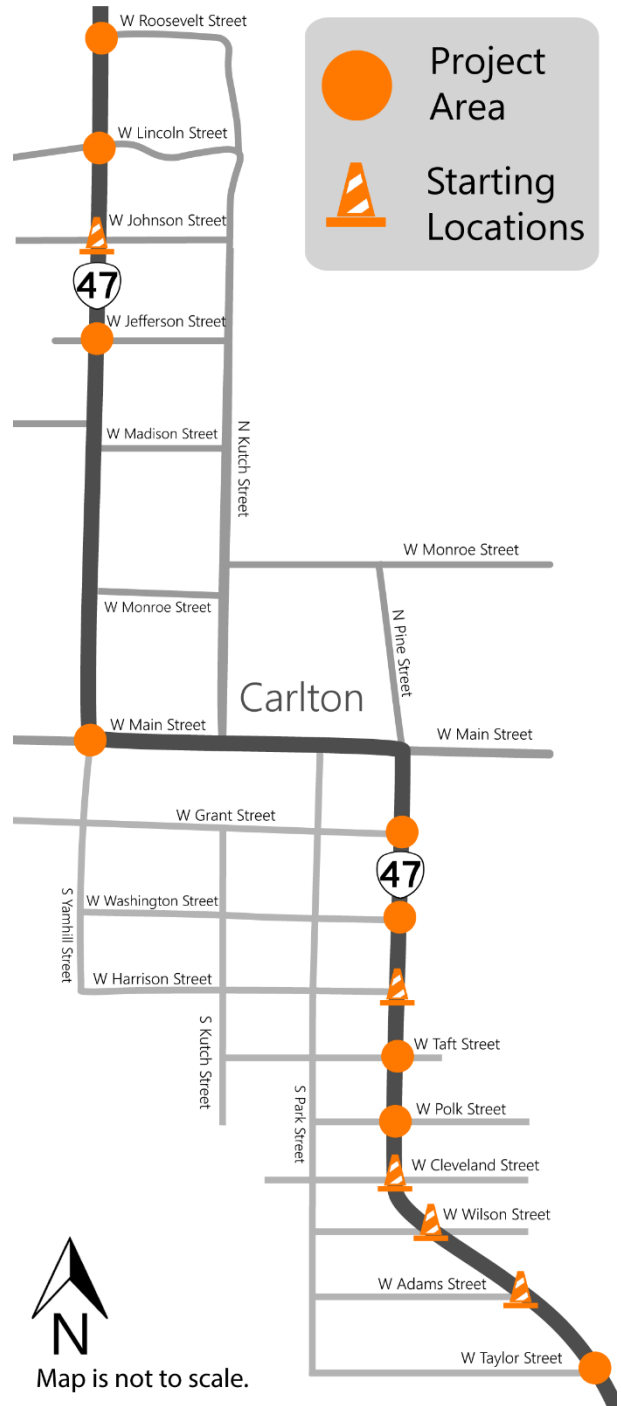 W Roosevelt Street
Project
Area
W Lincoln Street
Starting
Locations
W Johnson Street
47
W Jefferson Street
W Madison Street
N Kutch Street
W Monroe Street
W Monroe Street
N Pine Street
Carlton
W Main Street
W Main Street
W Grant Street
47
S Yamhill Street
W Washington Street
W Harrison Street
S Kutch Street
W Taft Street
S Park Street
W Polk Street
W Cleveland Street
W Wilson Street
W Adams Street
N
W Taylor Street
Map is not to scale.